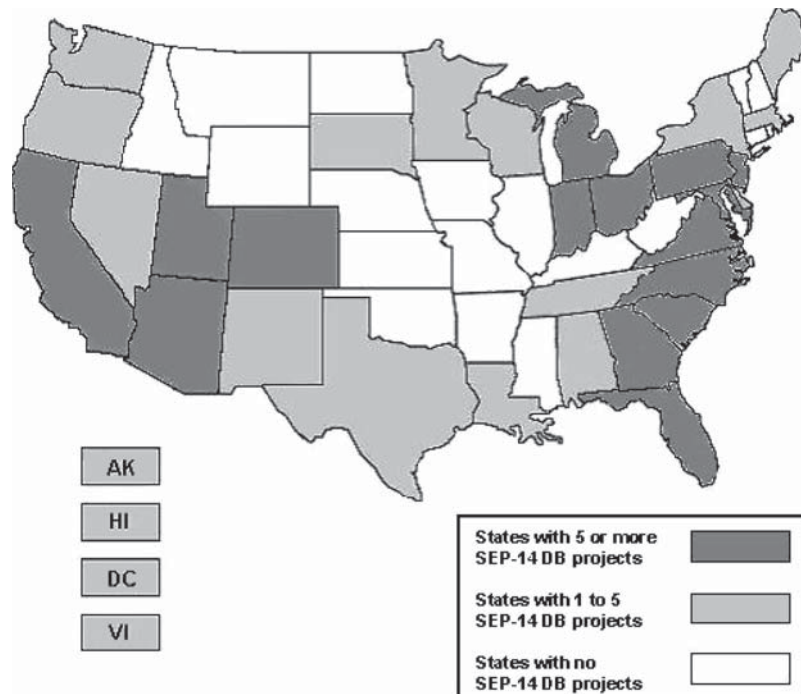 AK
HI
DC
VI
States with 5 or more
SEP-14 DB projects
States with 1 to 5
SEP-14 DB projects
States with no
SEP-14 DB projects